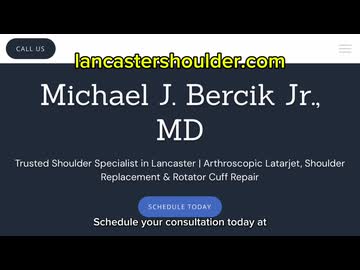 CALL US
lancastershoulder.com
Michael J. Bercik Jr.,
MD
Trusted Shoulder Specialist in Lancaster | Arthroscopic Latarjet, Shoulder
Replacement & Rotator Cuff Repair
SCHEDULE TODAY
Schedule your consultation today at